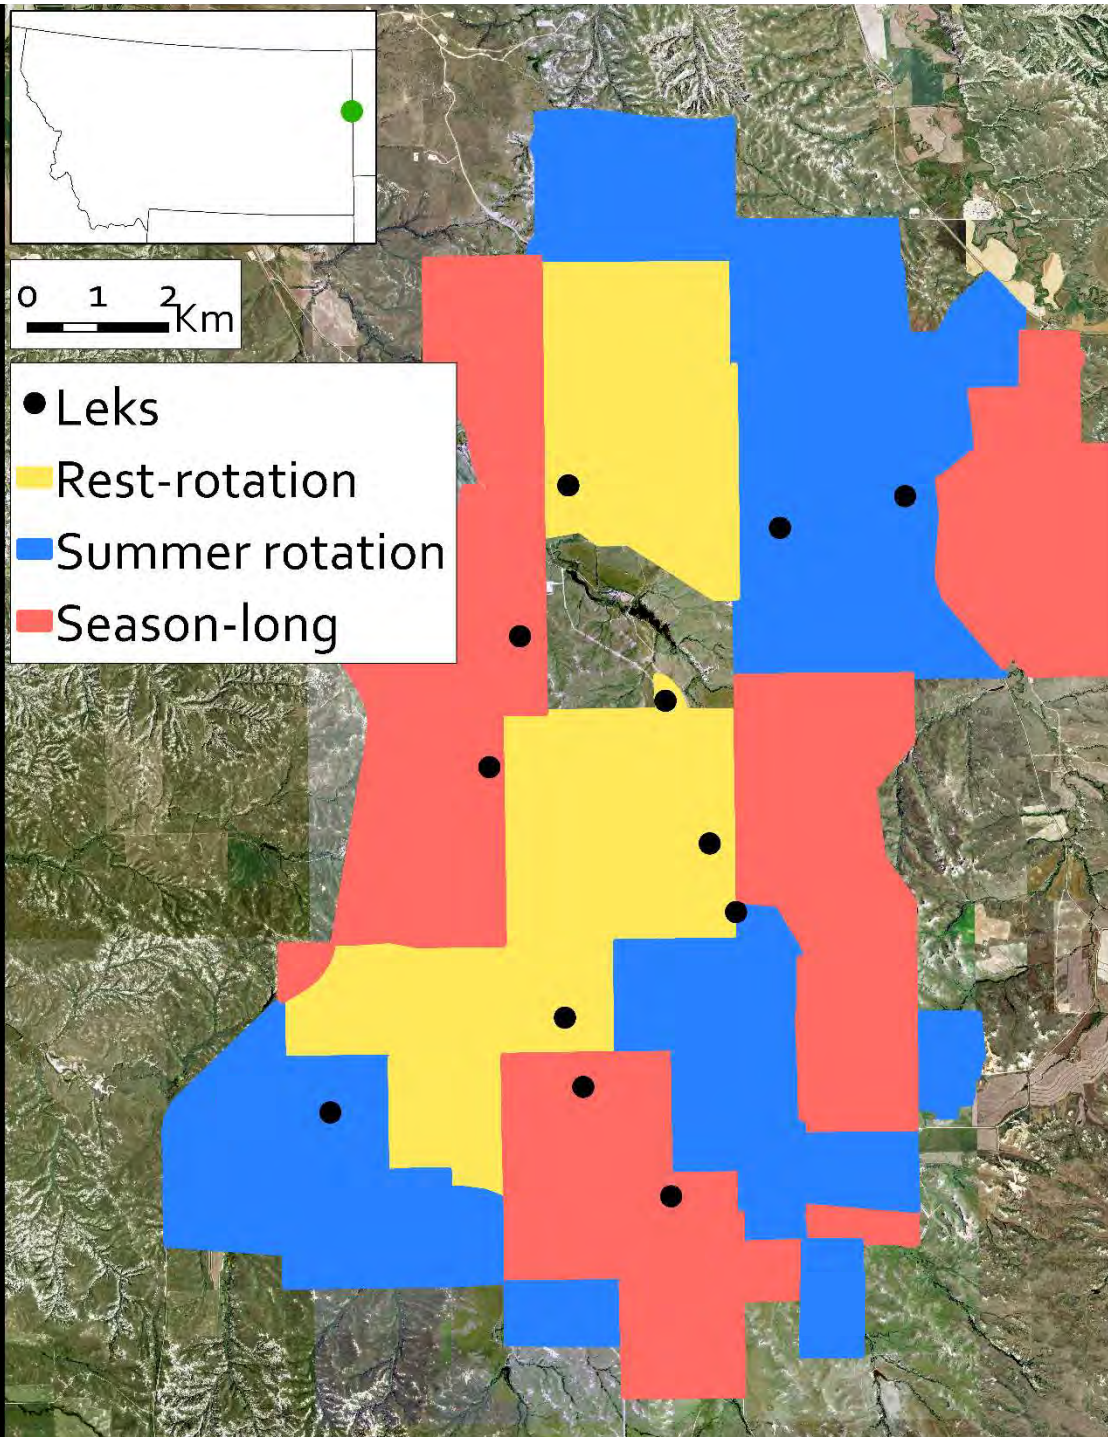 0 1 2
Km
Leks
Rest-rotation
Summer rotation
Season-long